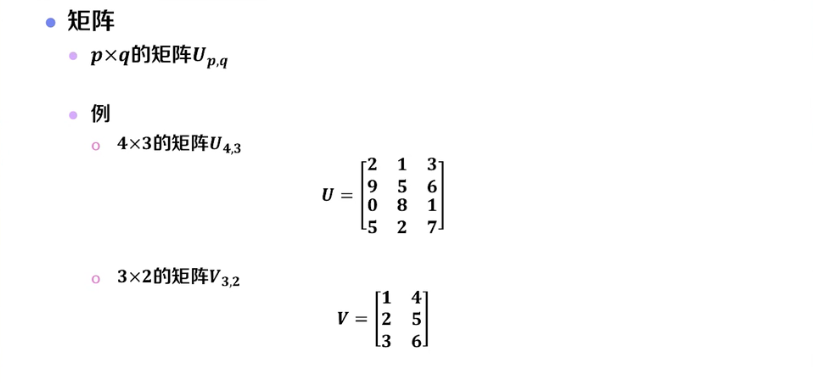 矩阵
p×q的矩阵U_{p,q}
例
4×3的矩阵U_{4,3}
U = [2 1 3
9 5 6
0 8 1
5 2 7]
3×2的矩阵V_{3,2}
V = [1 4
2 5
3 6]